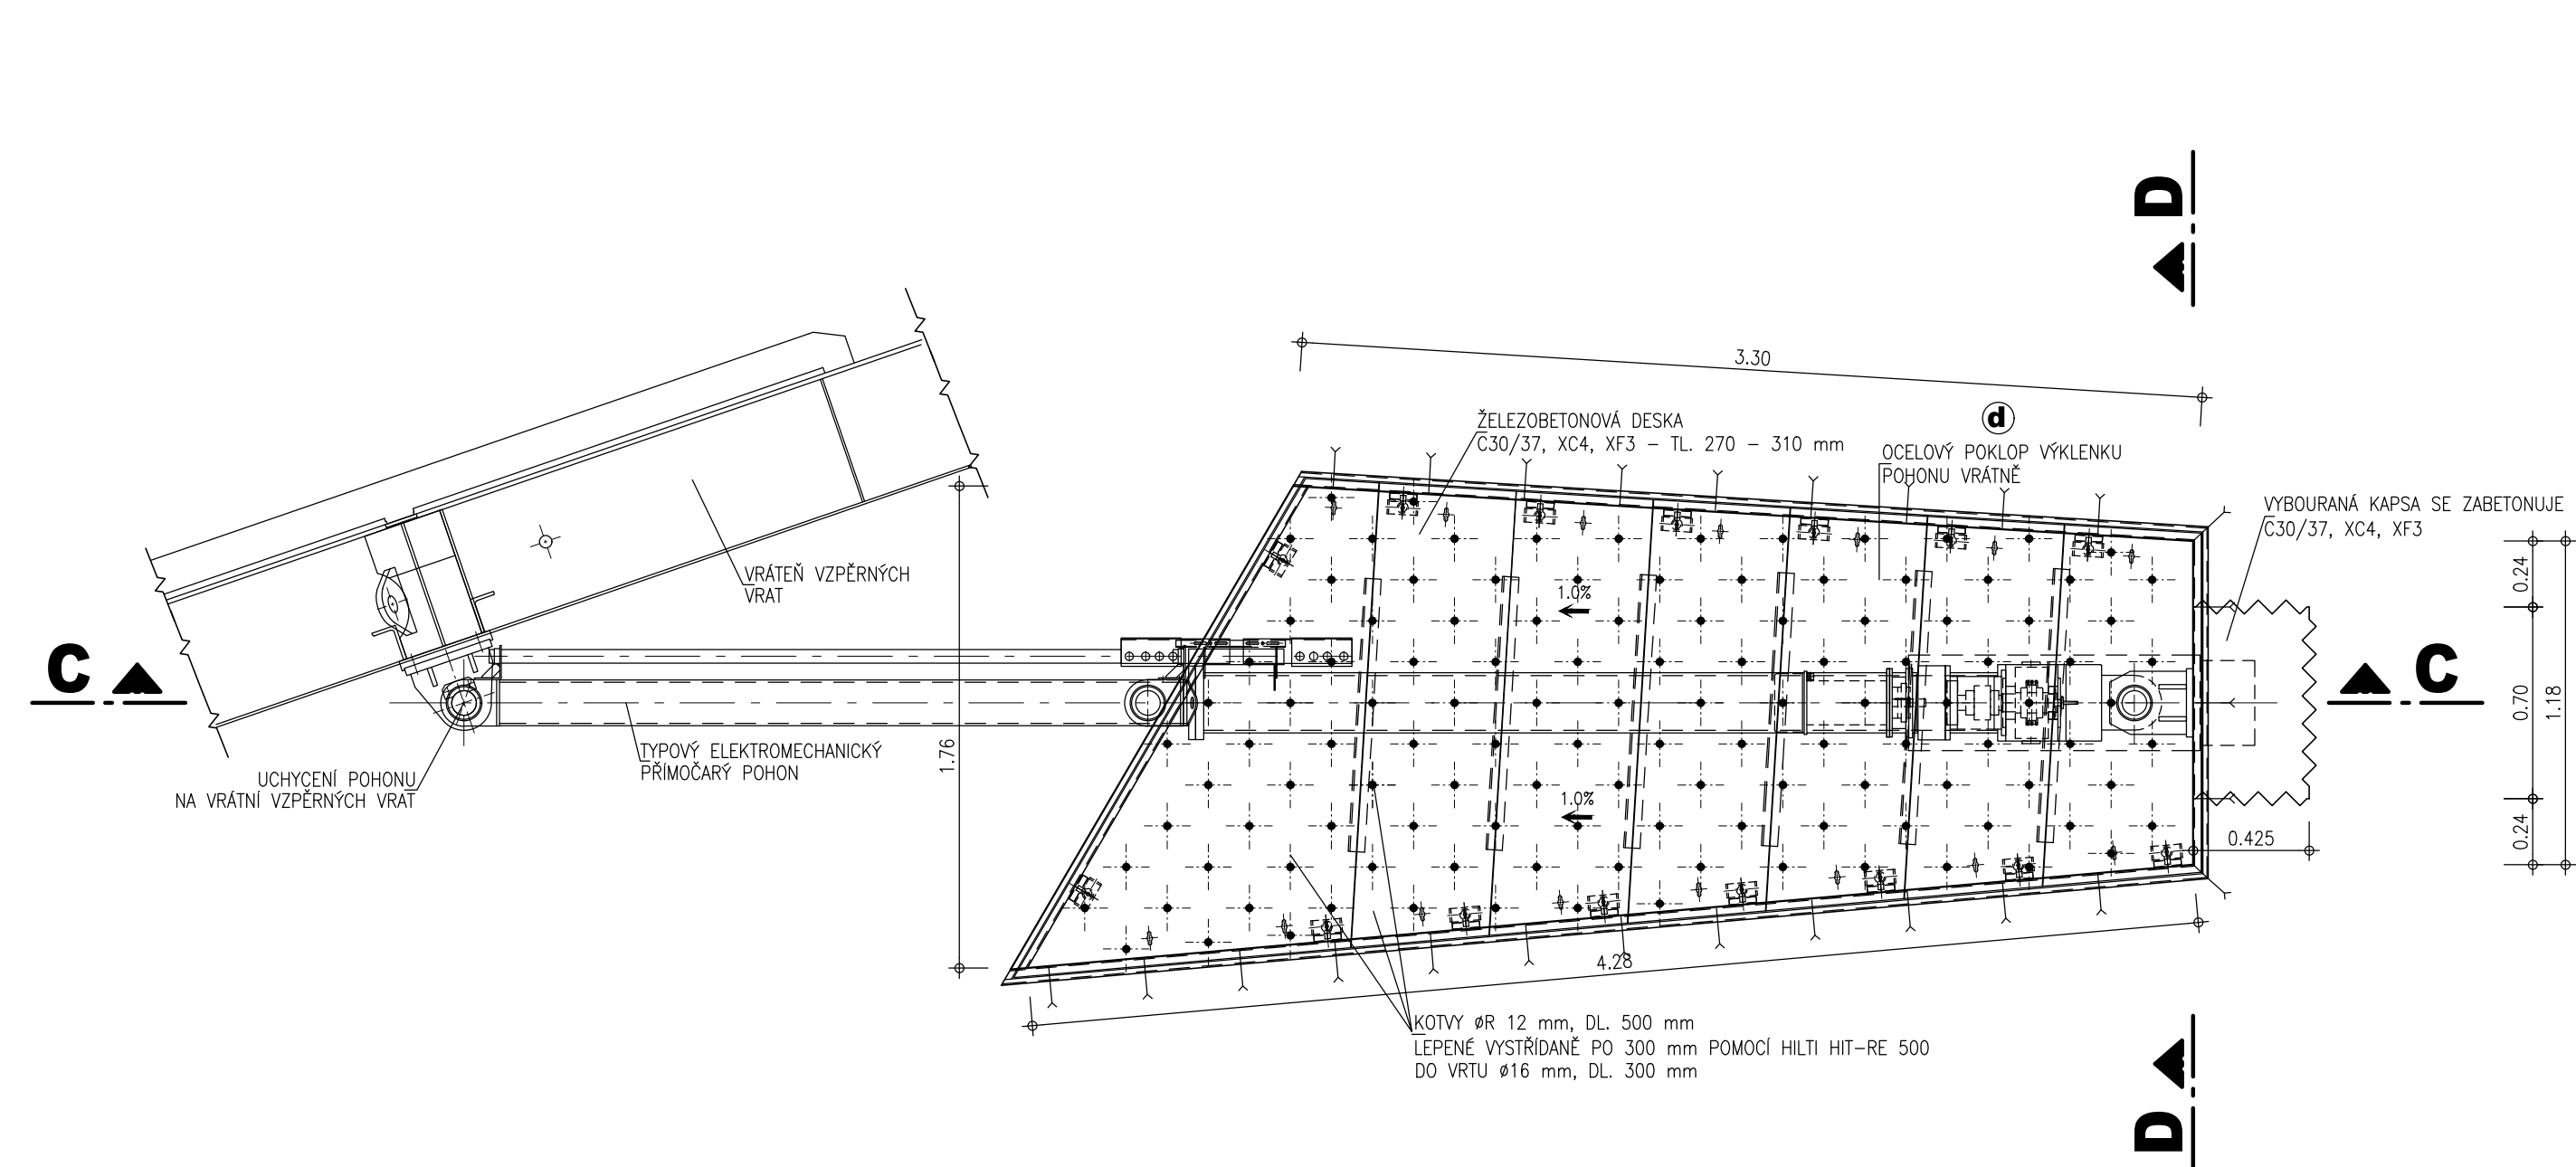 D
3.30
ŽELEZOBETONOVÁ DESKA
C30/37, XC4, XF3 – TL. 270 – 310 mm
d
OCELOVÝ POKLOP VÝKLENKU
POHONU VRÁTNĚ
VYBOURANÁ KAPSA SE ZABETONUJE
C30/37, XC4, XF3
VRÁTEŇ VZPĚRNÝCH
VRAT
1.0%
0.24
C
C
0.70
1.18
1.76
TYPOVÝ ELEKTROMECHANICKÝ
PŘÍMOČARÝ POHON
UCHYCENÍ POHONU
NA VRÁTNÍ VZPĚRNÝCH VRAT
1.0%
0.24
0.425
4.28
KOTVY øR 12 mm, DL. 500 mm
LEPENÉ VYSTŘÍDANĚ PO 300 mm POMOCÍ HILTI HIT–RE 500
DO VRTU ø16 mm, DL. 300 mm
D